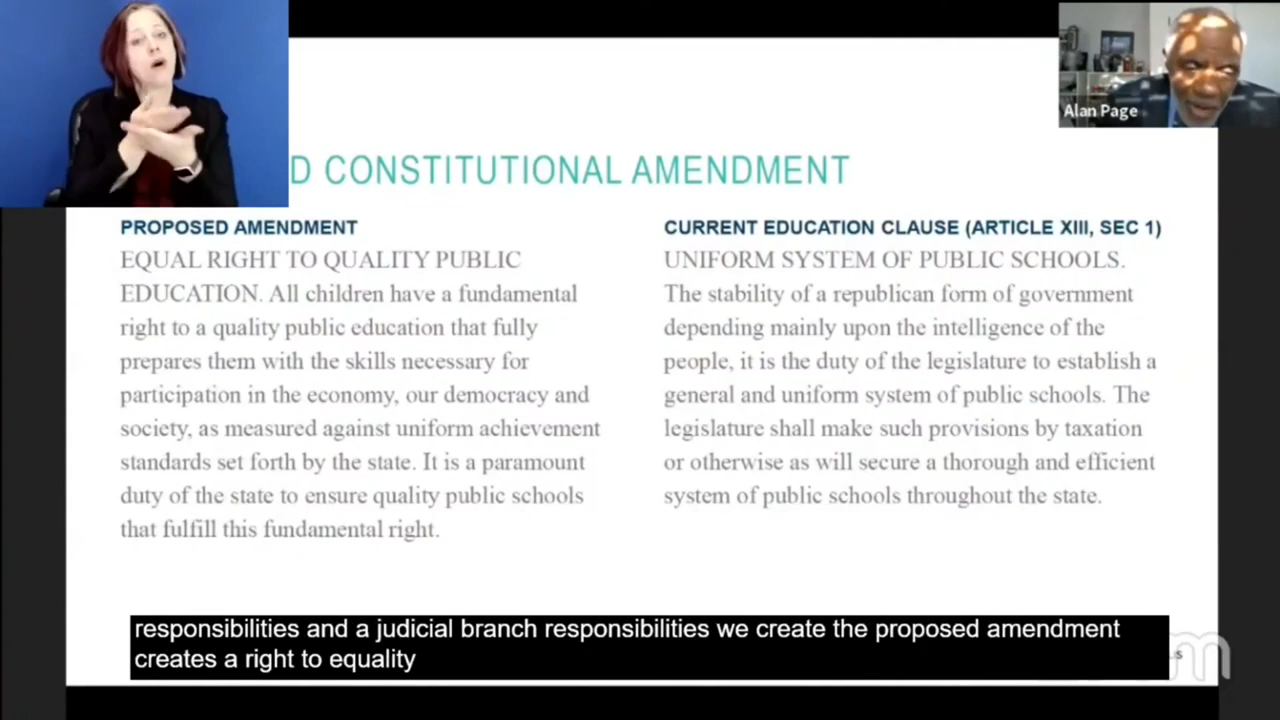 Alan Page
D CONSTITUTIONAL AMENDMENT
PROPOSED AMENDMENT
EQUAL RIGHT TO QUALITY PUBLIC
EDUCATION. All children have a fundamental
right to a quality public education that fully
prepares them with the skills necessary for
participation in the economy, our democracy and
society, as measured against uniform achievement
standards set forth by the state. It is a paramount
duty of the state to ensure quality public schools
that fulfill this fundamental right.
CURRENT EDUCATION CLAUSE (ARTICLE XIII, SEC 1)
UNIFORM SYSTEM OF PUBLIC SCHOOLS.
The stability of a republican form of government
depending mainly upon the intelligence of the
people, it is the duty of the legislature to establish a
general and uniform system of public schools. The
legislature shall make such provisions by taxation
or otherwise as will secure a thorough and efficient
system of public schools throughout the state.
responsibilities and a judicial branch responsibilities we create the proposed amendment
creates a right to equality